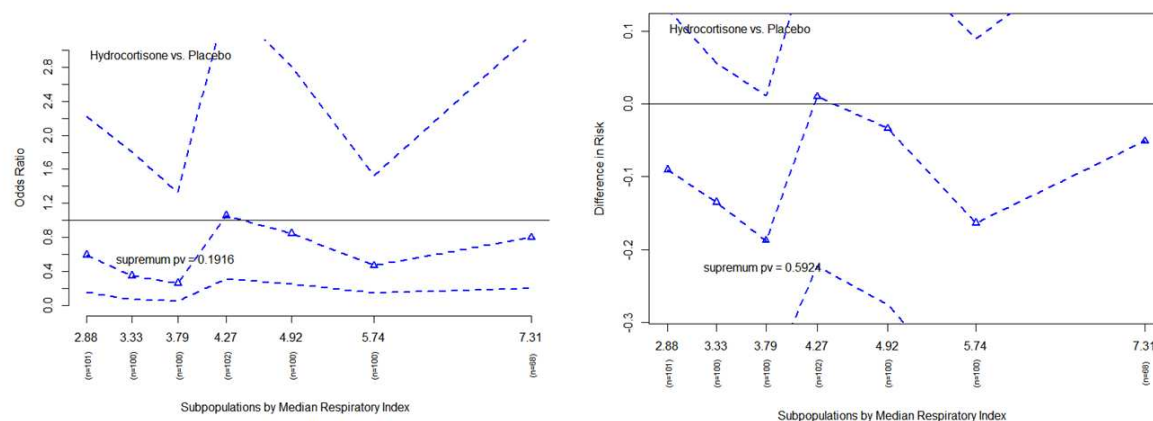 Hydrocortisone vs. Placebo
Odds Ratio
2.8
2.4
2.0
1.6
1.2
0.8
0.4
0.0
supremum pv = 0.1916
2.88 3.33 3.79 4.27 4.92 5.74 7.31
(n=101) (n=100) (n=100) (n=102) (n=100) (n=100) (n=68)
Subpopulations by Median Respiratory Index
Hydrocortisone vs. Placebo
Difference in Risk
0.1
0.0
-0.1
-0.2
-0.3
supremum pv = 0.5924
2.88 3.33 3.79 4.27 4.92 5.74 7.31
(n=101) (n=100) (n=100) (n=102) (n=100) (n=100) (n=68)
Subpopulations by Median Respiratory Index